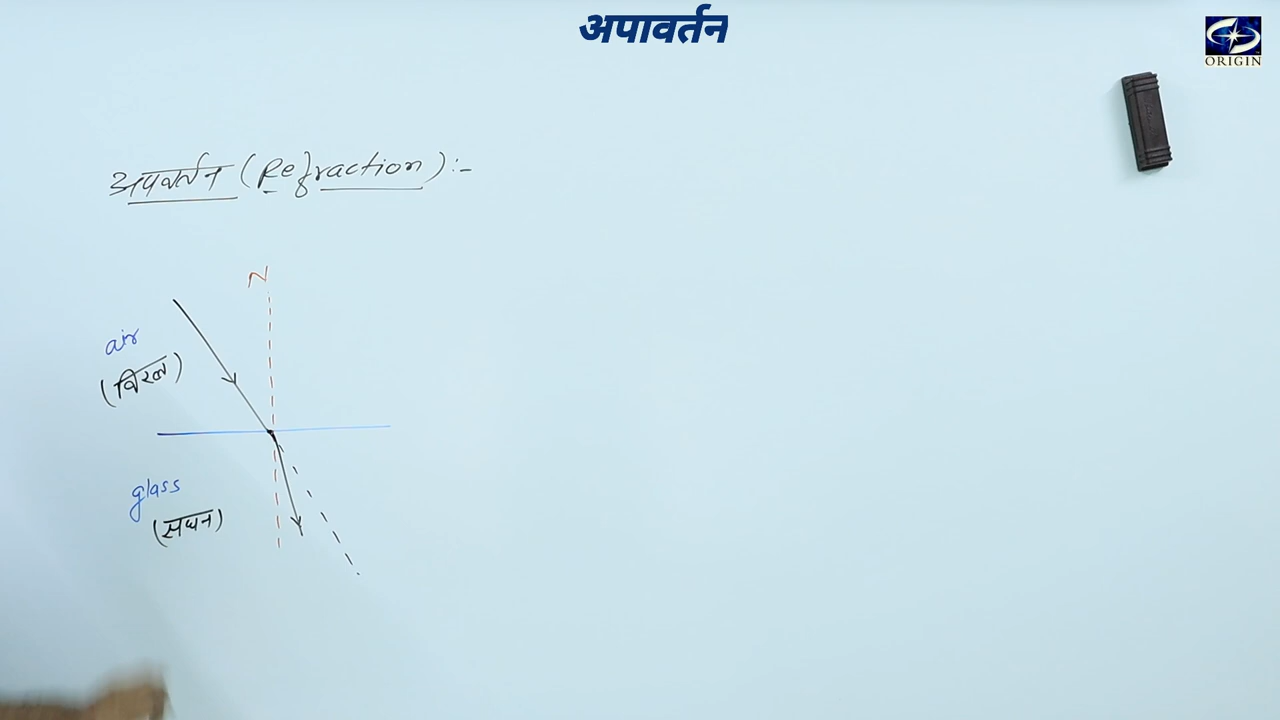 अपावर्तन
ORIGIN
अपवर्तन (Refraction) :-
N
air
(विरल)
glass
(सघन)